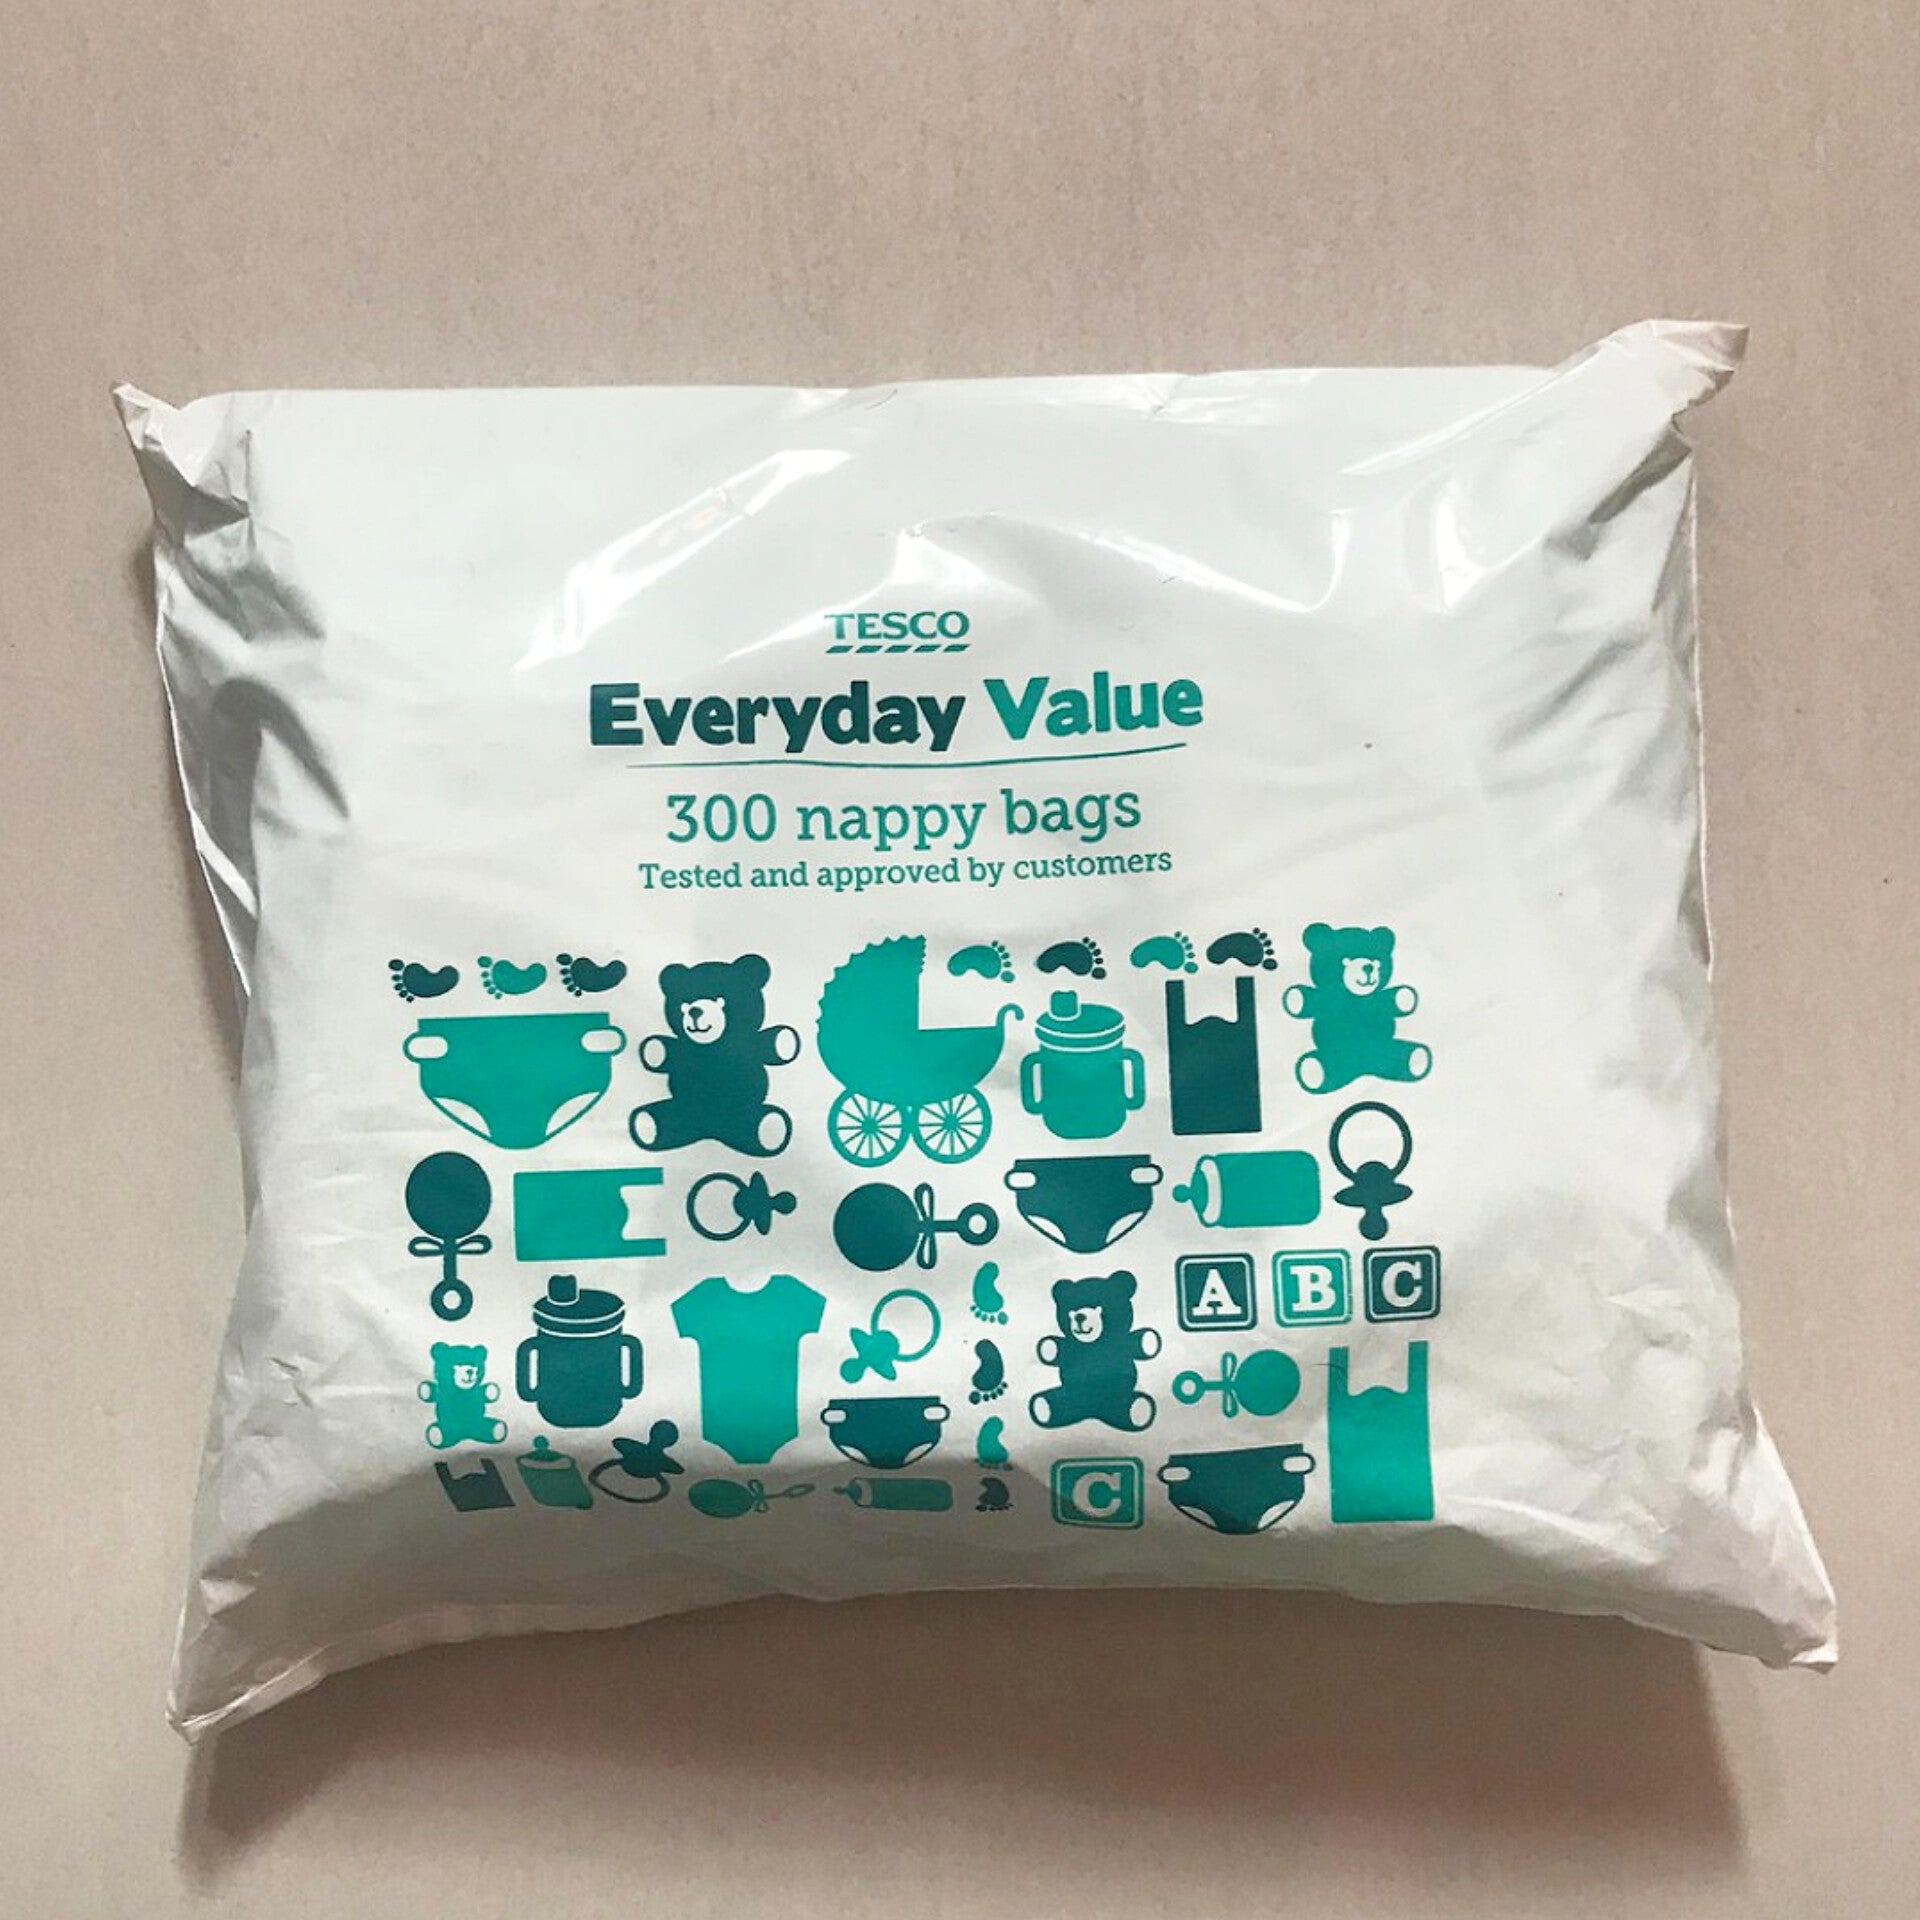 TESCO
Everyday Value
300 nappy bags
Tested and approved by customers
A B C
C